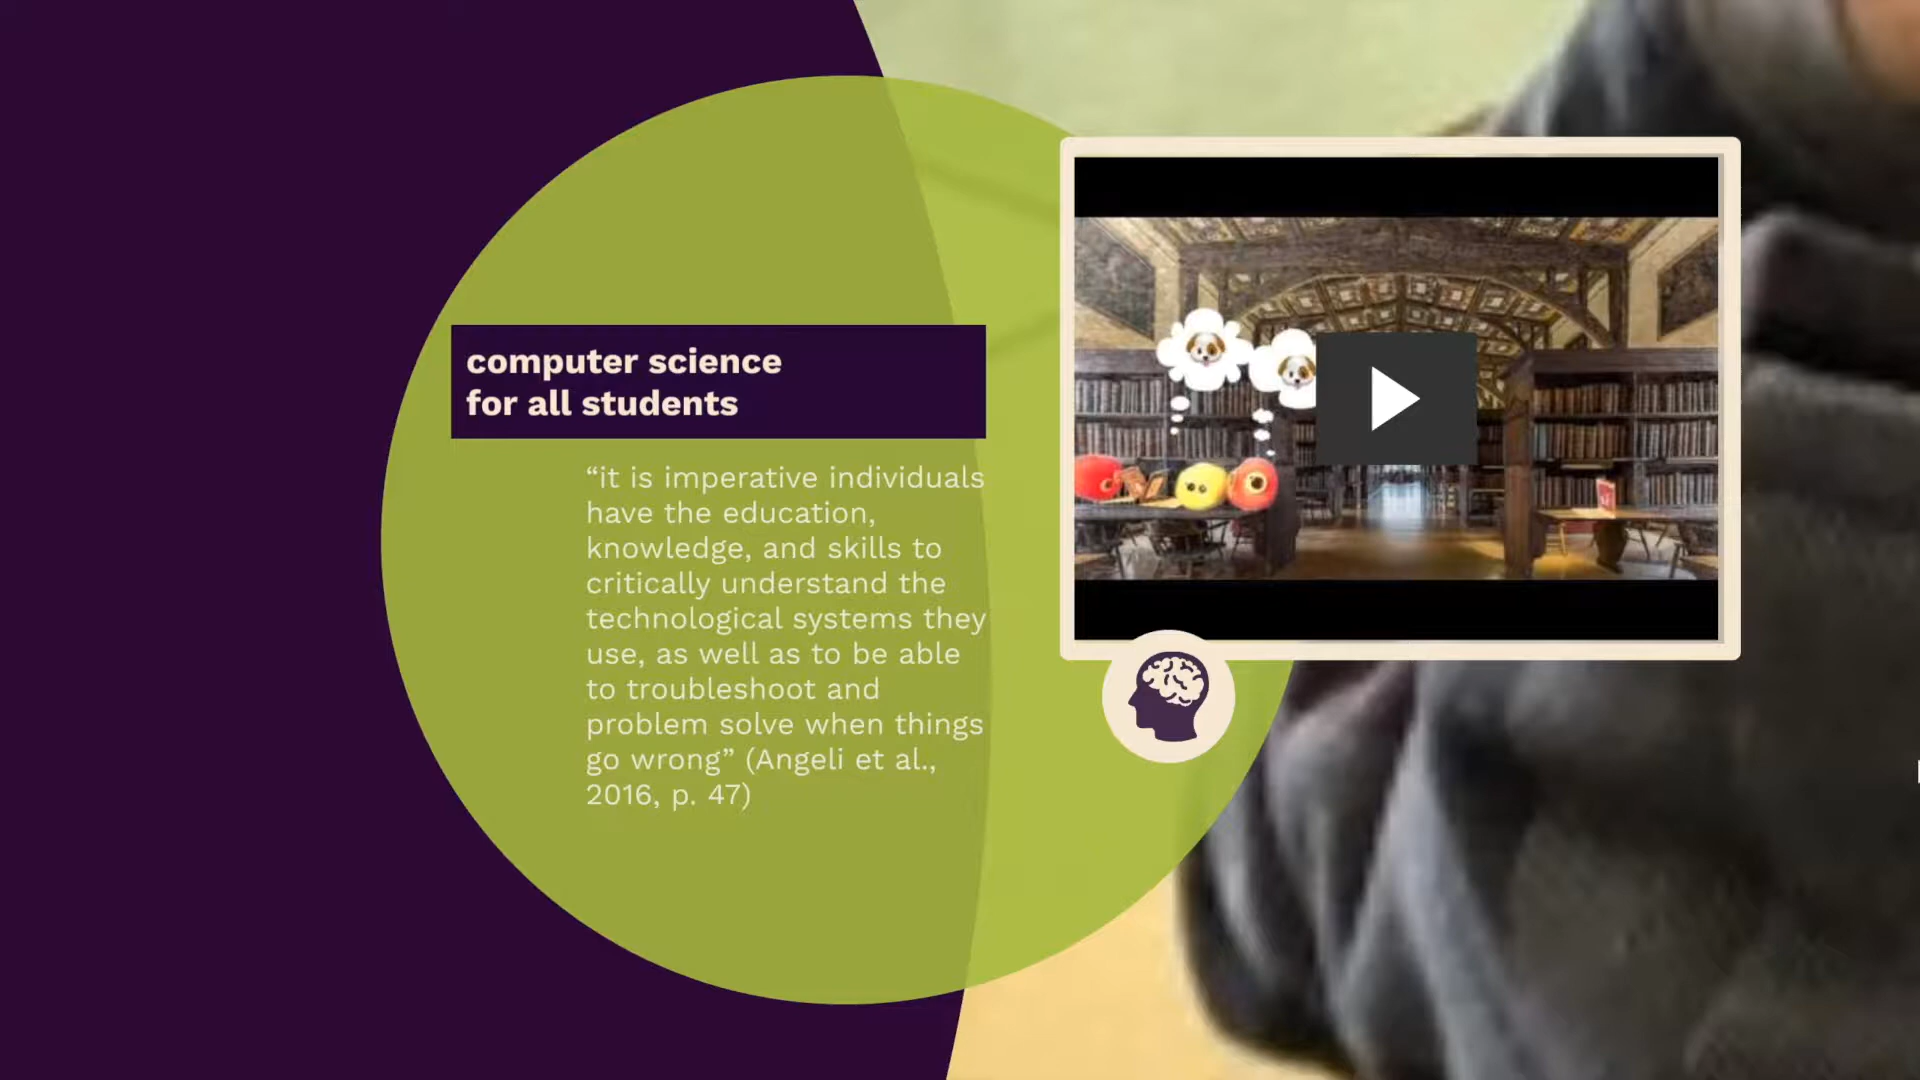 computer science
for all students
“it is imperative individuals
have the education,
knowledge, and skills to
critically understand the
technological systems they
use, as well as to be able
to troubleshoot and
problem solve when things
go wrong” (Angeli et al.,
2016, p. 47)